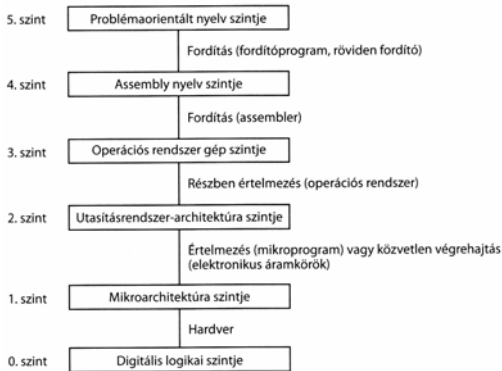 5. szint Problémaorientált nyelv szintje
Fordítás (fordítóprogram, röviden fordító)
4. szint Assembly nyelv szintje
Fordítás (assembler)
3. szint Operációs rendszer gép szintje
Részben értelmezés (operációs rendszer)
2. szint Utasításrendszer-architektúra szintje
Értelmezés (mikroprogram) vagy közvetlen végrehajtás
(elektronikus áramkörök)
1. szint Mikroarchitektúra szintje
Hardver
0. szint Digitális logikai szintje